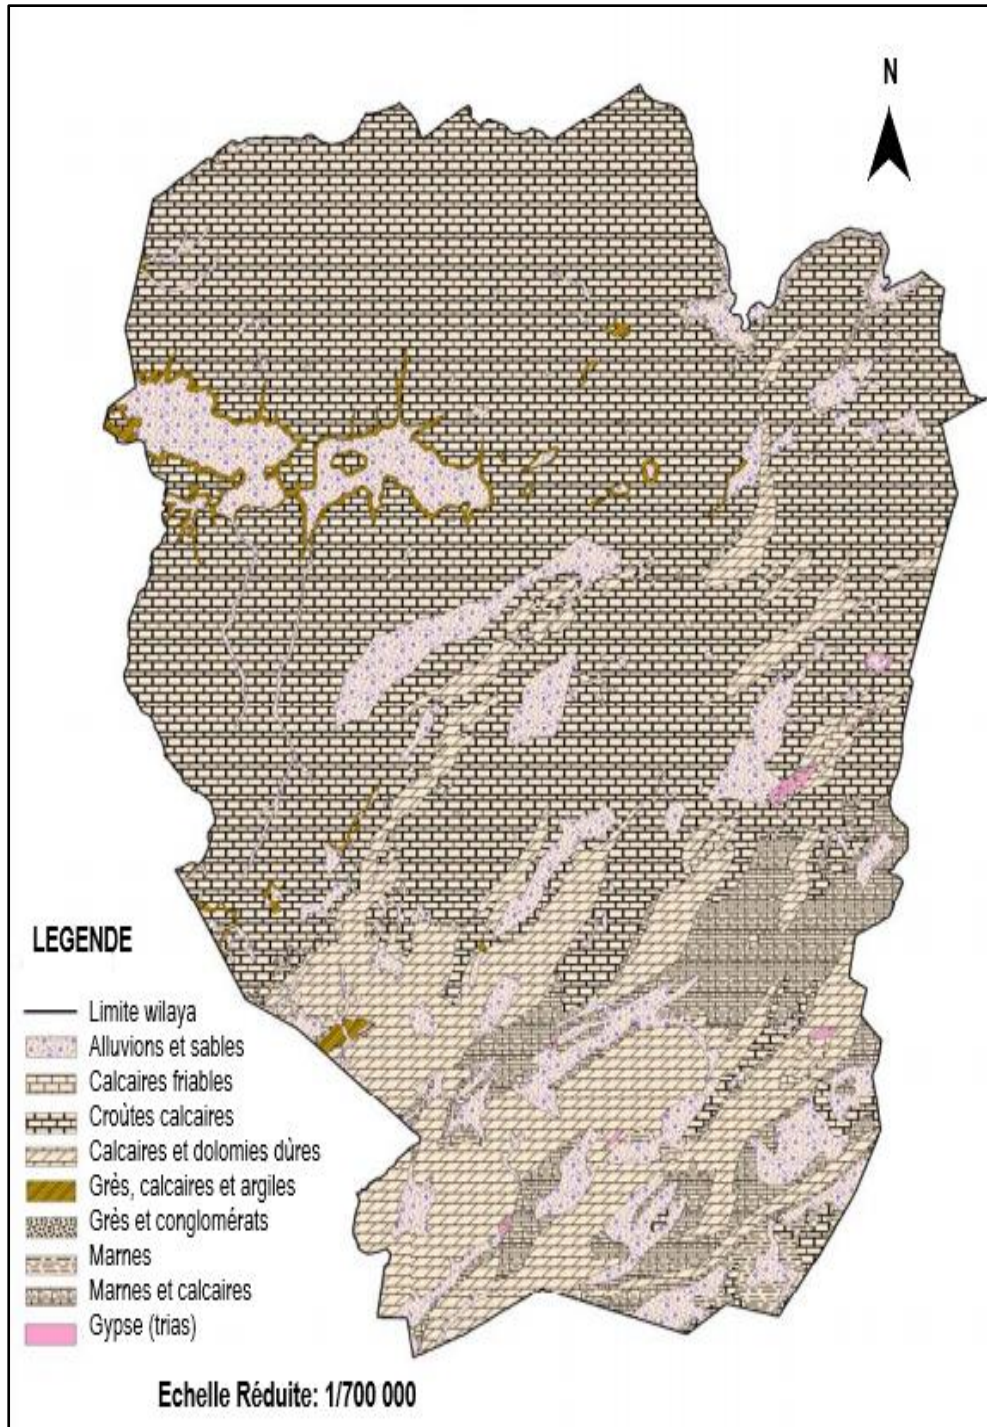 N
LEGENDE
Limite wilaya
Alluvions et sables
Calcaires friables
Croùtes calcaires
Calcaires et dolomies dùres
Grès, calcaires et argiles
Grès et conglomérats
Marnes
Marnes et calcaires
Gypse (trias)
Echelle Réduite: 1/700 000